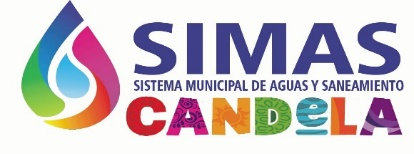 SIMAS
SISTEMA MUNICIPAL DE AGUAS Y SANEAMIENTO
CANDeLA